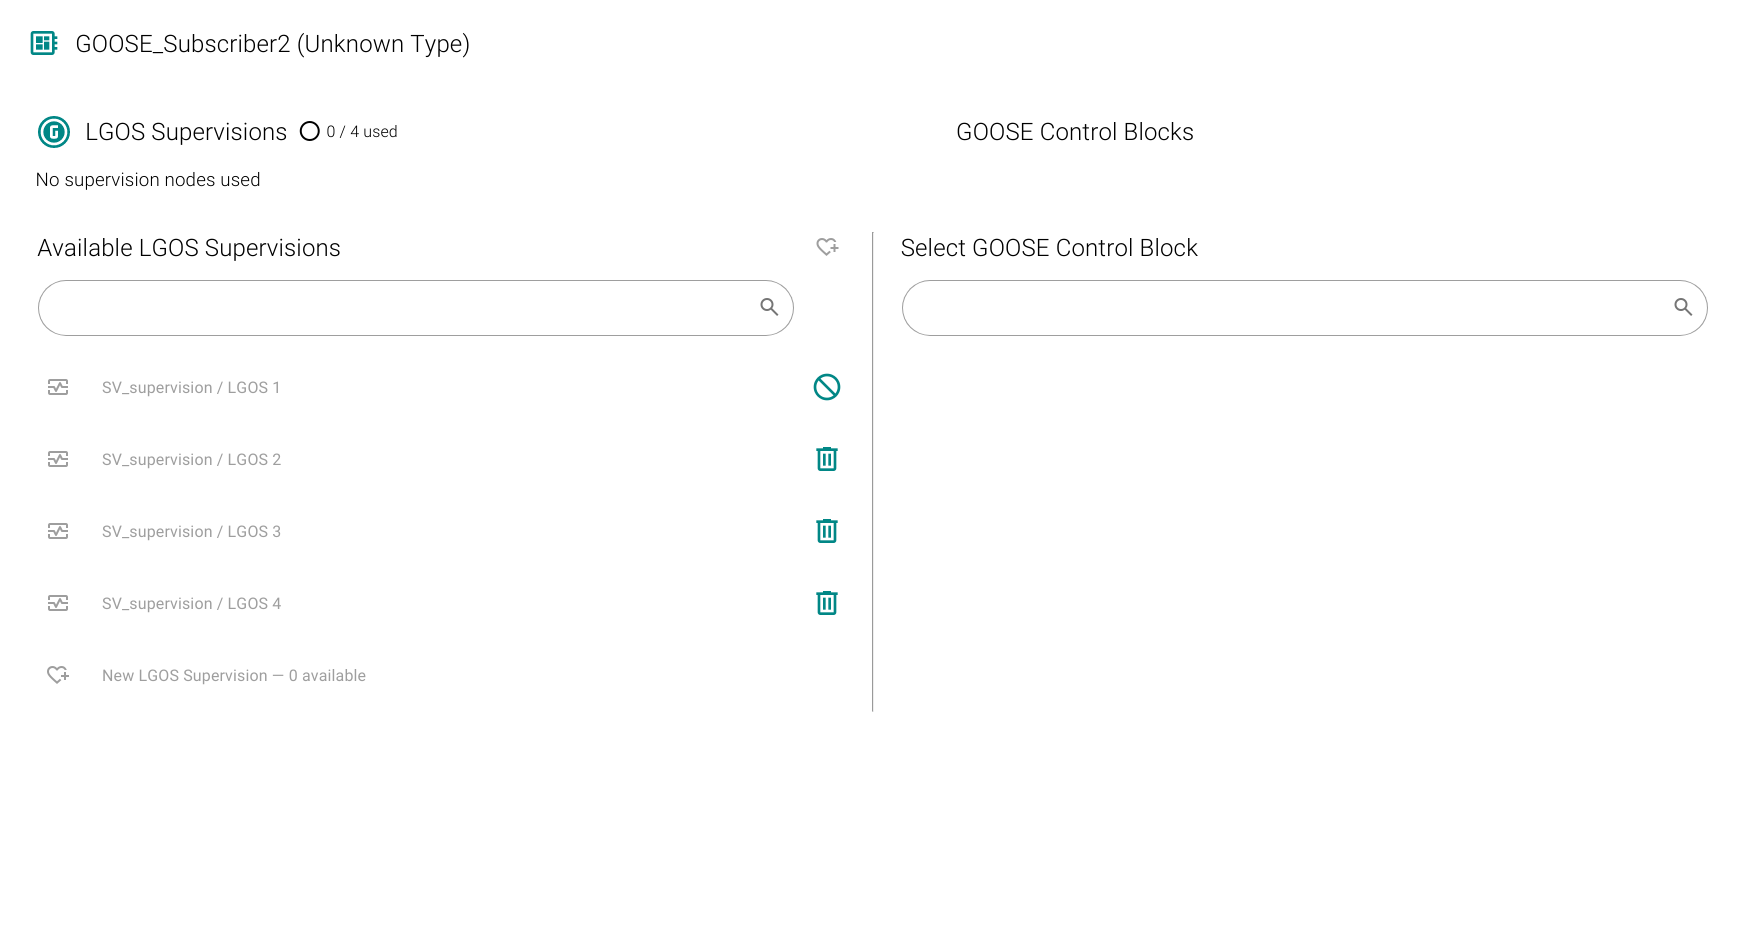 GOOSE_Subscriber2 (Unknown Type)
LGOS Supervisions 0 / 4 used
GOOSE Control Blocks
No supervision nodes used
Available LGOS Supervisions
Select GOOSE Control Block
SV_supervision / LGOS 1
SV_supervision / LGOS 2
SV_supervision / LGOS 3
SV_supervision / LGOS 4
New LGOS Supervision — 0 available